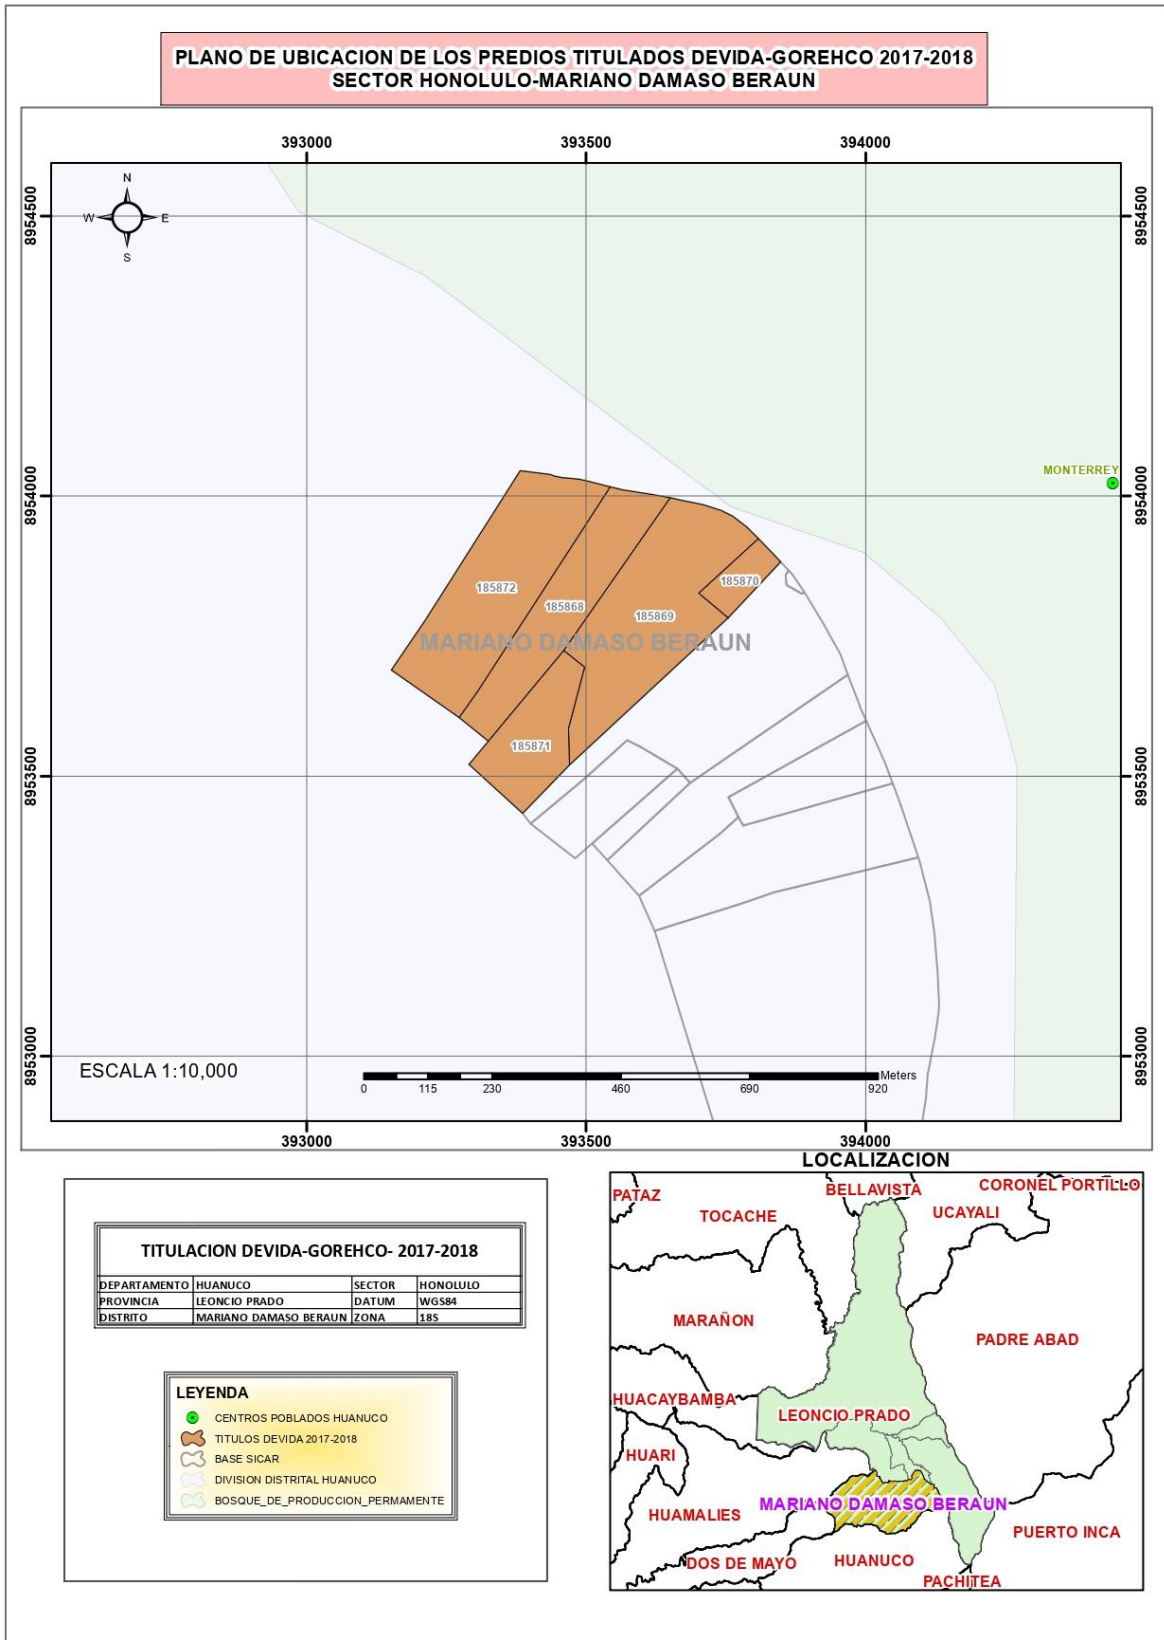 PLANO DE UBICACION DE LOS PREDIOS TITULADOS DEVIDA-GOREHCO 2017-2018
SECTOR HONOLULO-MARIANO DAMASO BERAUN
393000 393500 394000
N
W E
S
8954500 8954500
MONTERREY
8954000 8954000
185872
185868
185870
185869
MARIANO DAMASO BERAUN
185871
8953500 8953500
8953000 8953000
ESCALA 1:10,000
Meters
0 115 230 460 690 920
393000 393500 394000
LOCALIZACION
TITULACION DEVIDA-GOREHCO- 2017-2018
DEPARTAMENTO HUANUCO SECTOR HONOLULO
PROVINCIA LEONCIO PRADO DATUM WGS84
DISTRITO MARIANO DAMASO BERAUN ZONA 18S
LEYENDA
CENTROS POBLADOS HUANUCO
TITULOS DEVIDA 2017-2018
BASE SICAR
DIVISION DISTRITAL HUANUCO
BOSQUE_DE_PRODUCCION_PERMAMENTE
PATAZ
BELLAVISTA
CORONEL PORTILLO
TOCACHE
UCAYALI
MARAÑON
PADRE ABAD
HUACAYBAMBA
LEONCIO PRADO
HUARI
MARIANO DAMASO BERAUN
HUAMALIES
PUERTO INCA
DOS DE MAYO
HUANUCO
PACHITEA